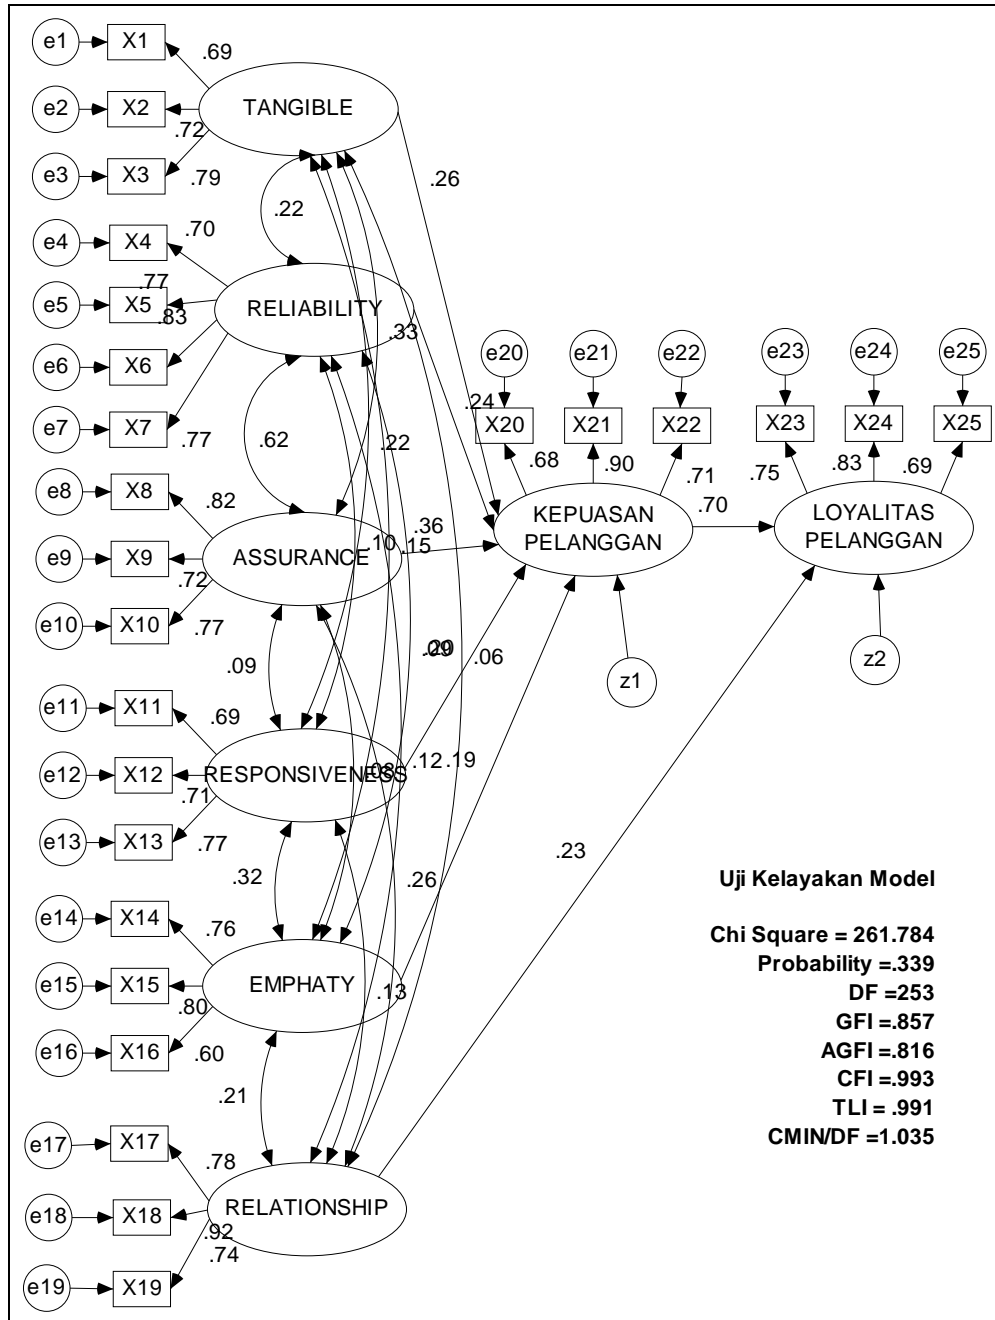 e1 X1 .69
TANGIBLE
e2 X2 .72
e3 X3 .79
.26
.22
e4 X4 .70
e5 X5 .77
RELIABILITY
.83
.33
e6 X6
e7 X7 .77
e20 e21 e22 e23 e24 e25
.24
X20 X21 X22 X23 X24 X25
.62 .22
.68 .90 .71 .75 .83 .69
e8 X8 .82
KEPUASAN
PELANGGAN
.70
LOYALITAS
PELANGGAN
.36
.10 .15
e9 X9
ASSURANCE
.72
e10 X10 .77
.09
.09 .06
z1 z2
e11 X11 .69
e12 X12
RESPONSIVENESS
.12 .19
.71
e13 X13 .77
.32 .26 .23
Uji Kelayakan Model
e14 X14 .76
Chi Square = 261.784
Probability =.339
e15 X15
EMPHATY
.13
DF =253
.80
GFI =.857
e16 X16 .60
AGFI =.816
CFI =.993
.21
TLI = .991
CMIN/DF =1.035
e17 X17 .78
e18 X18
RELATIONSHIP
.92
.74
e19 X19